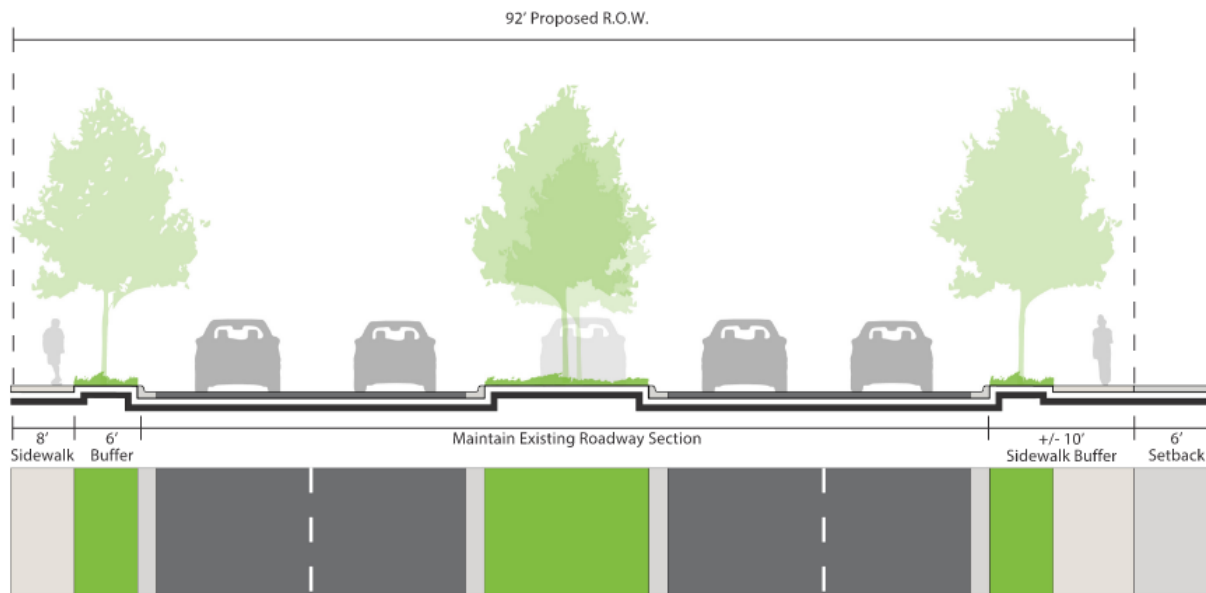 92’ Proposed R.O.W.
8’
Sidewalk
6’
Buffer
Maintain Existing Roadway Section
+/- 10’
Sidewalk Buffer
6’
Setback